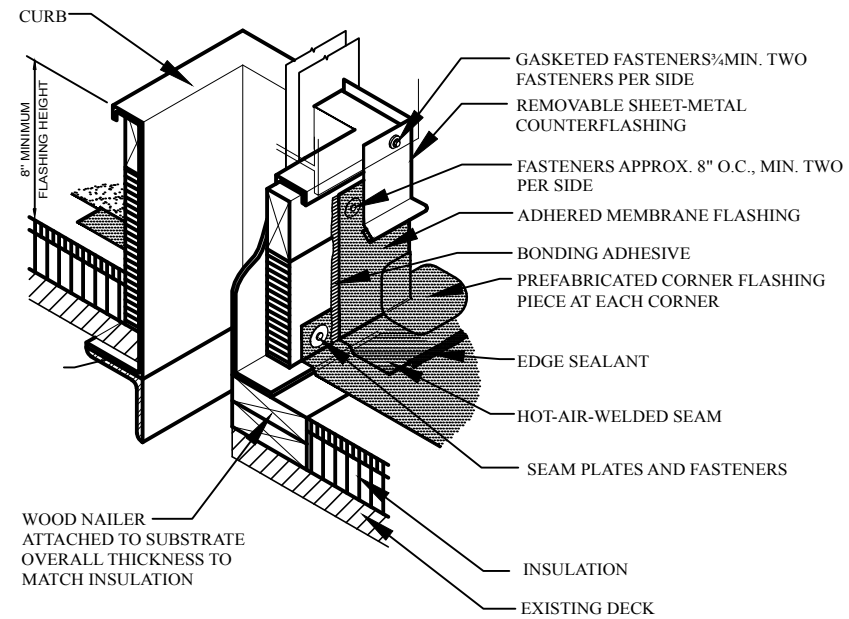 CURB
8" MINIMUM
FLASHING HEIGHT
GASKETED FASTENERS¾MIN. TWO
FASTENERS PER SIDE
REMOVABLE SHEET-METAL
COUNTERFLASHING
FASTENERS APPROX. 8" O.C., MIN. TWO
PER SIDE
ADHERED MEMBRANE FLASHING
BONDING ADHESIVE
PREFABRICATED CORNER FLASHING
PIECE AT EACH CORNER
EDGE SEALANT
HOT-AIR-WELDED SEAM
SEAM PLATES AND FASTENERS
WOOD NAILER
ATTACHED TO SUBSTRATE
OVERALL THICKNESS TO
MATCH INSULATION
INSULATION
EXISTING DECK